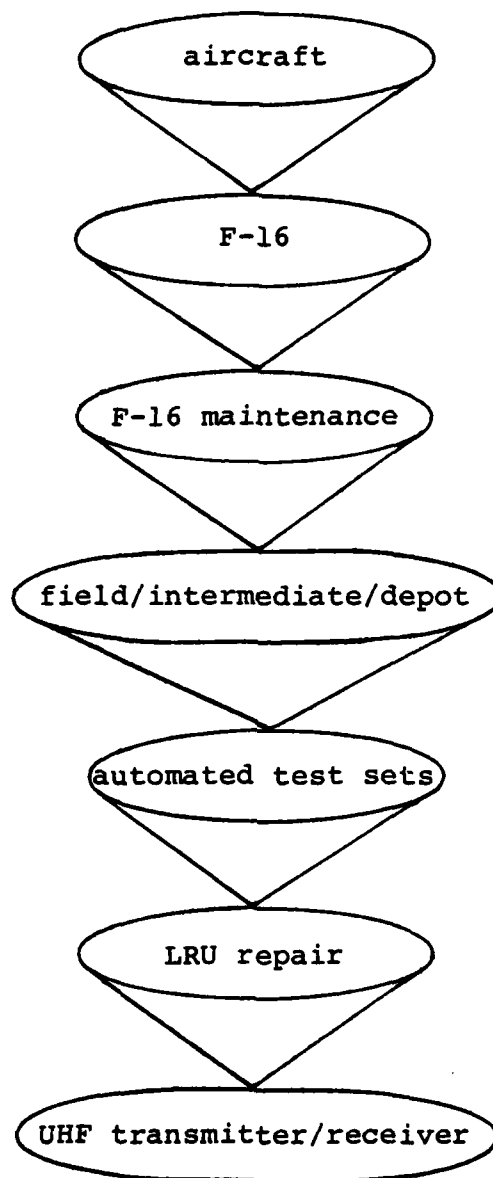 aircraft
F-16
F-16 maintenance
field/intermediate/depot
automated test sets
LRU repair
UHF transmitter/receiver